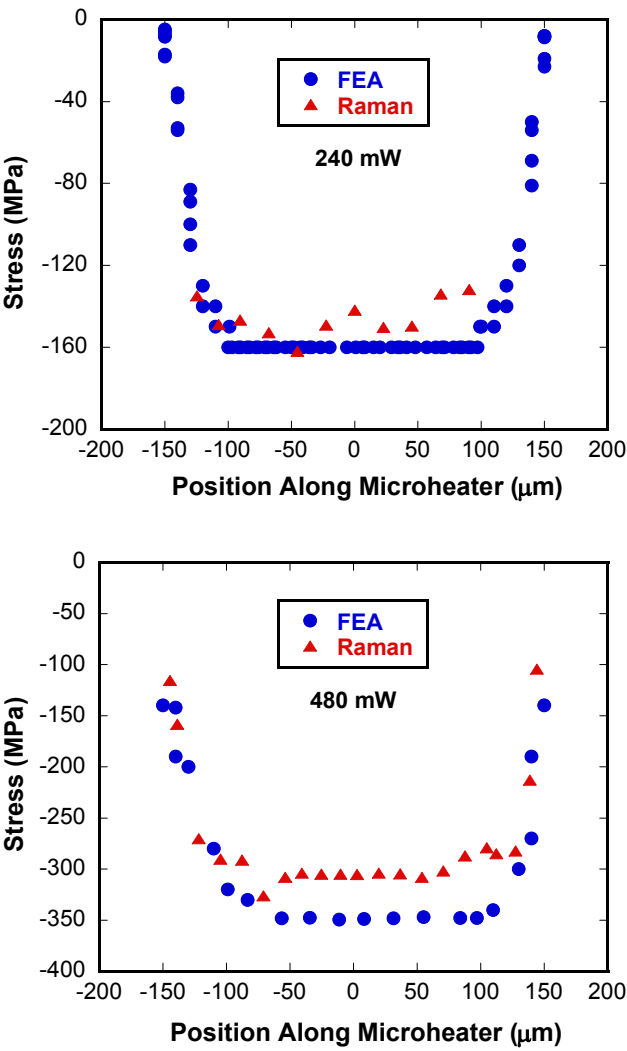 0
-40
-80
-120
-160
-200
Stress (MPa)
FEA
Raman
240 mW
-200 -150 -100 -50 0 50 100 150 200
Position Along Microheater (μm)
0
-50
-100
-150
-200
-250
-300
-350
-400
Stress (MPa)
FEA
Raman
480 mW
-200 -150 -100 -50 0 50 100 150 200
Position Along Microheater (μm)